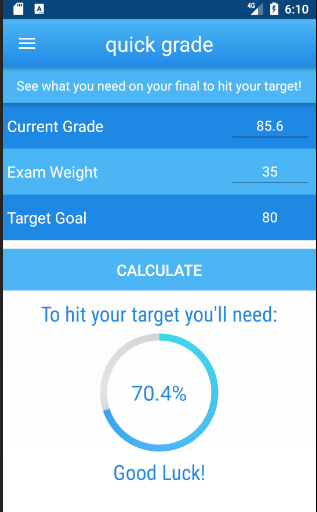 4G 6:10
A
quick grade
See what you need on your final to hit your target!
Current Grade 85.6
Exam Weight 35
Target Goal 80
CALCULATE
To hit your target you'll need:
70.4%
Good Luck!